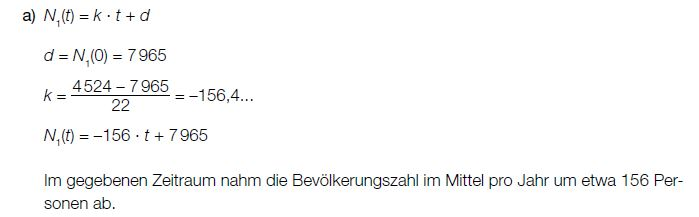 a) N₁(t) = k · t + d
d = N₁(0) = 7 965
k = \frac{4 524 – 7 965}{22} = –156,4...
N₁(t) = –156 · t + 7 965
Im gegebenen Zeitraum nahm die Bevölkerungszahl im Mittel pro Jahr um etwa 156 Per-
sonen ab.